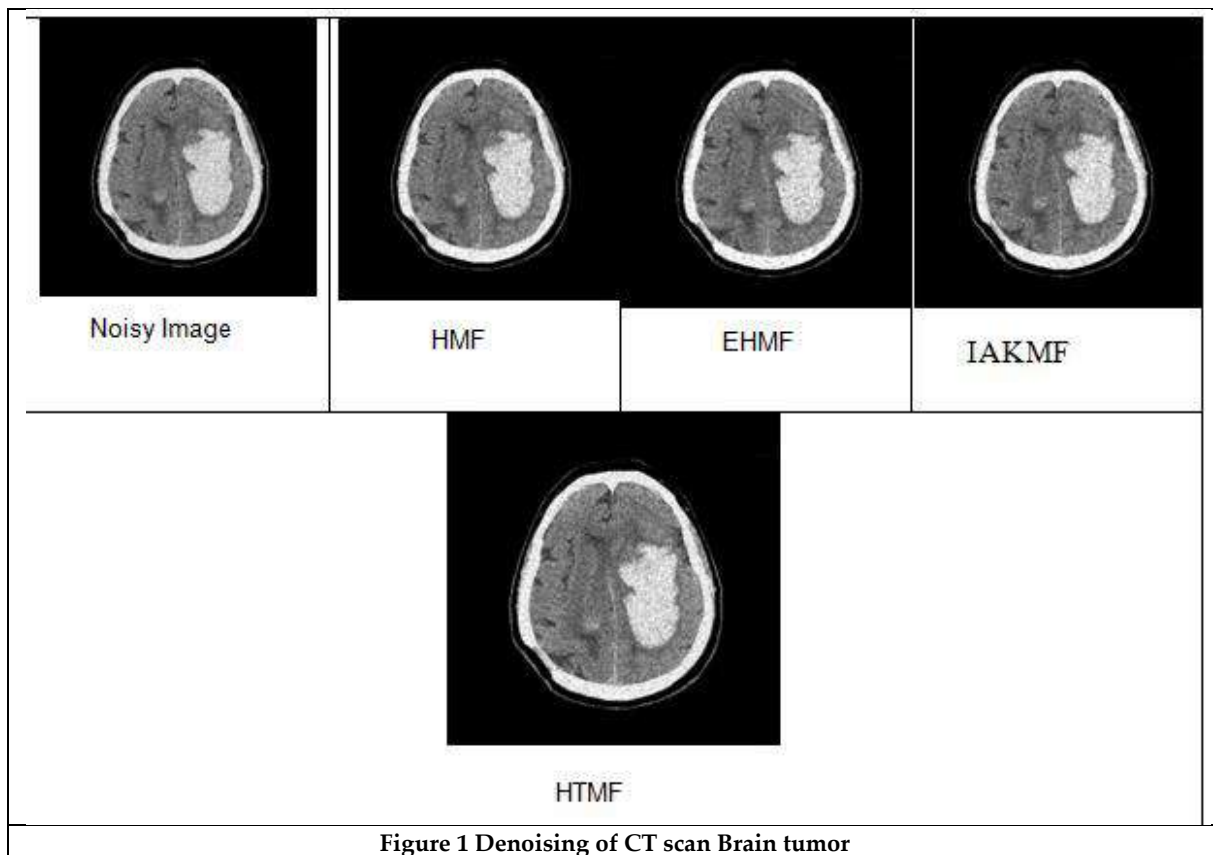 Noisy Image
HMF
EHMF
IAKMF
HTMF
Figure 1 Denoising of CT scan Brain tumor